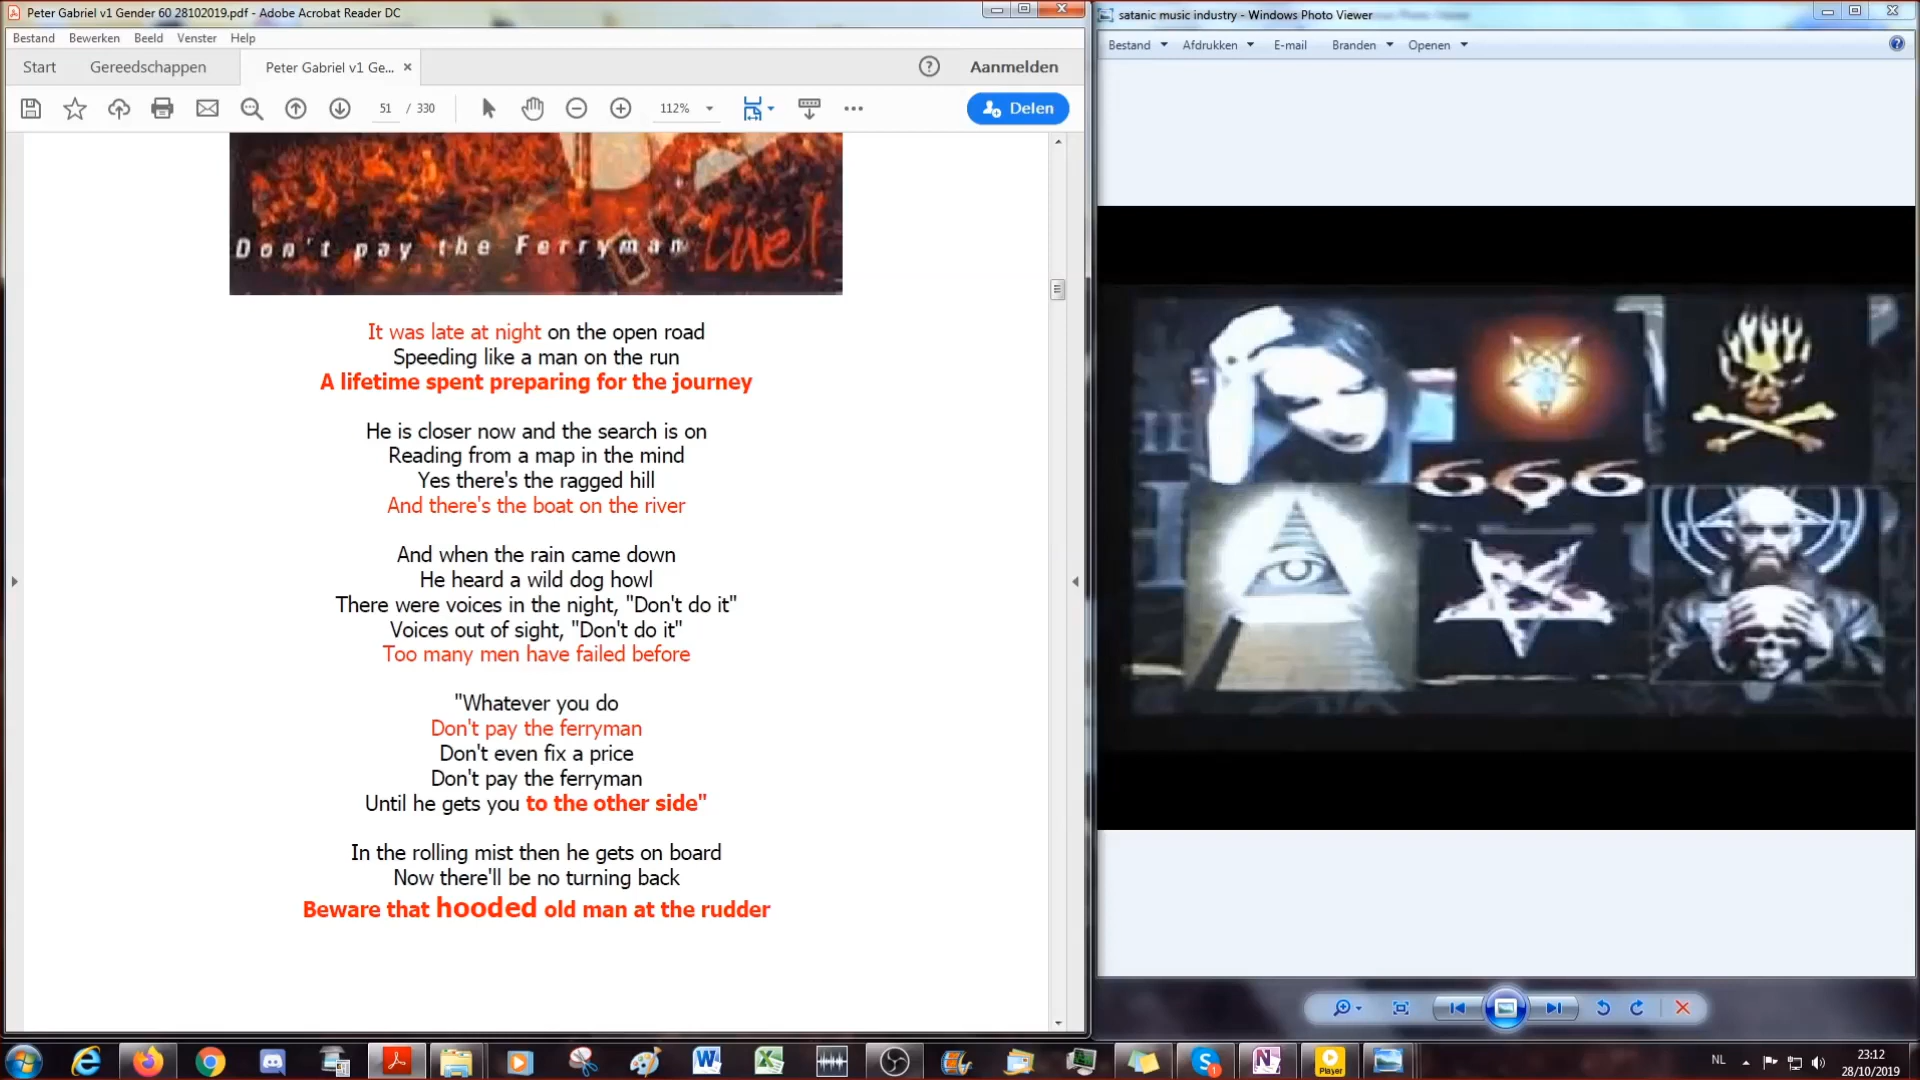 Peter Gabriel v1 Gender 60 28102019.pdf - Adobe Acrobat Reader DC
Bestand Bewerken Beeld Venster Help
Start Gereedschappen Peter Gabriel v1 Ge... Aanmelden
51 / 330 112% Delen
Don't pay the Ferryman Live!
It was late at night on the open road
Speeding like a man on the run
A lifetime spent preparing for the journey
He is closer now and the search is on
Reading from a map in the mind
Yes there's the ragged hill
And there's the boat on the river
And when the rain came down
He heard a wild dog howl
There were voices in the night, "Don't do it"
Voices out of sight, "Don't do it"
Too many men have failed before
"Whatever you do
Don't pay the ferryman
Don't even fix a price
Don't pay the ferryman
Until he gets you to the other side"
In the rolling mist then he gets on board
Now there'll be no turning back
Beware that hooded old man at the rudder
satanic music industry - Windows Photo Viewer
Bestand Afdrukken E-mail Branden Openen
666
NL
23:12
28/10/2019
Player